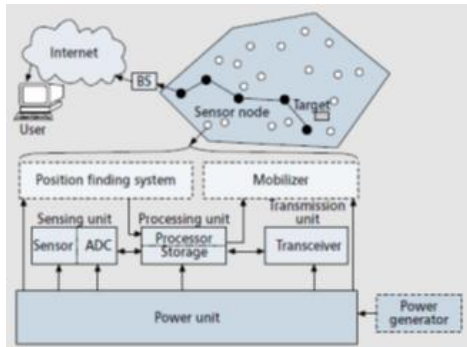 Internet
BS
Sensor node
Target
User
Position finding system
Mobilizer
Sensing unit
Processing unit
Transmission
unit
Sensor
ADC
Processor
Storage
Transceiver
Power unit
Power
generator